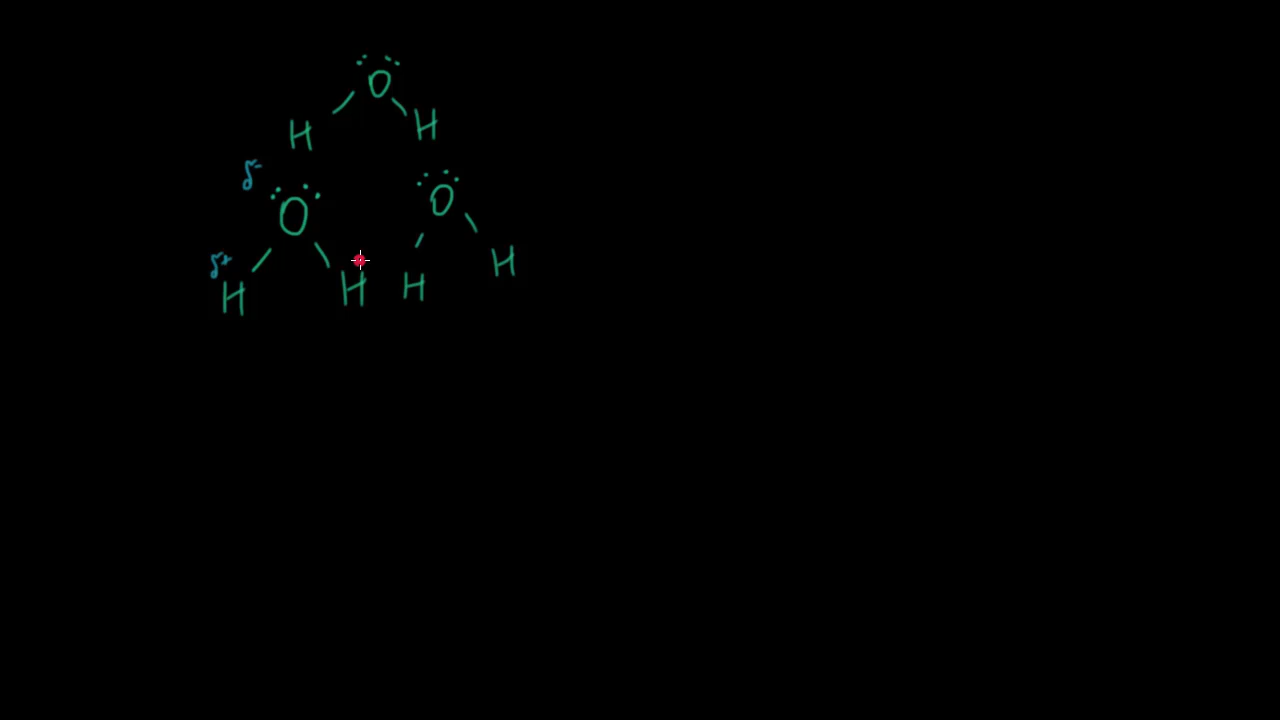 O
H H
δ-
O O
δ+
H H H H